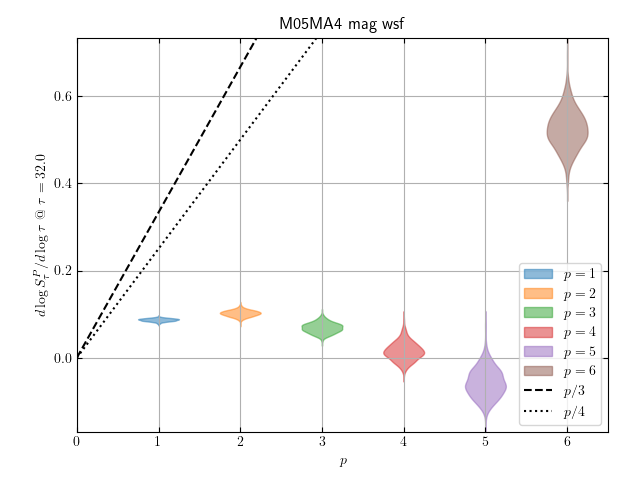 M05MA4 mag wsf
d log S_τ^P / d log τ @ τ = 32.0
0.6
0.4
0.2
0.0
0 1 2 3 4 5 6
p
p = 1
p = 2
p = 3
p = 4
p = 5
p = 6
p/3
p/4